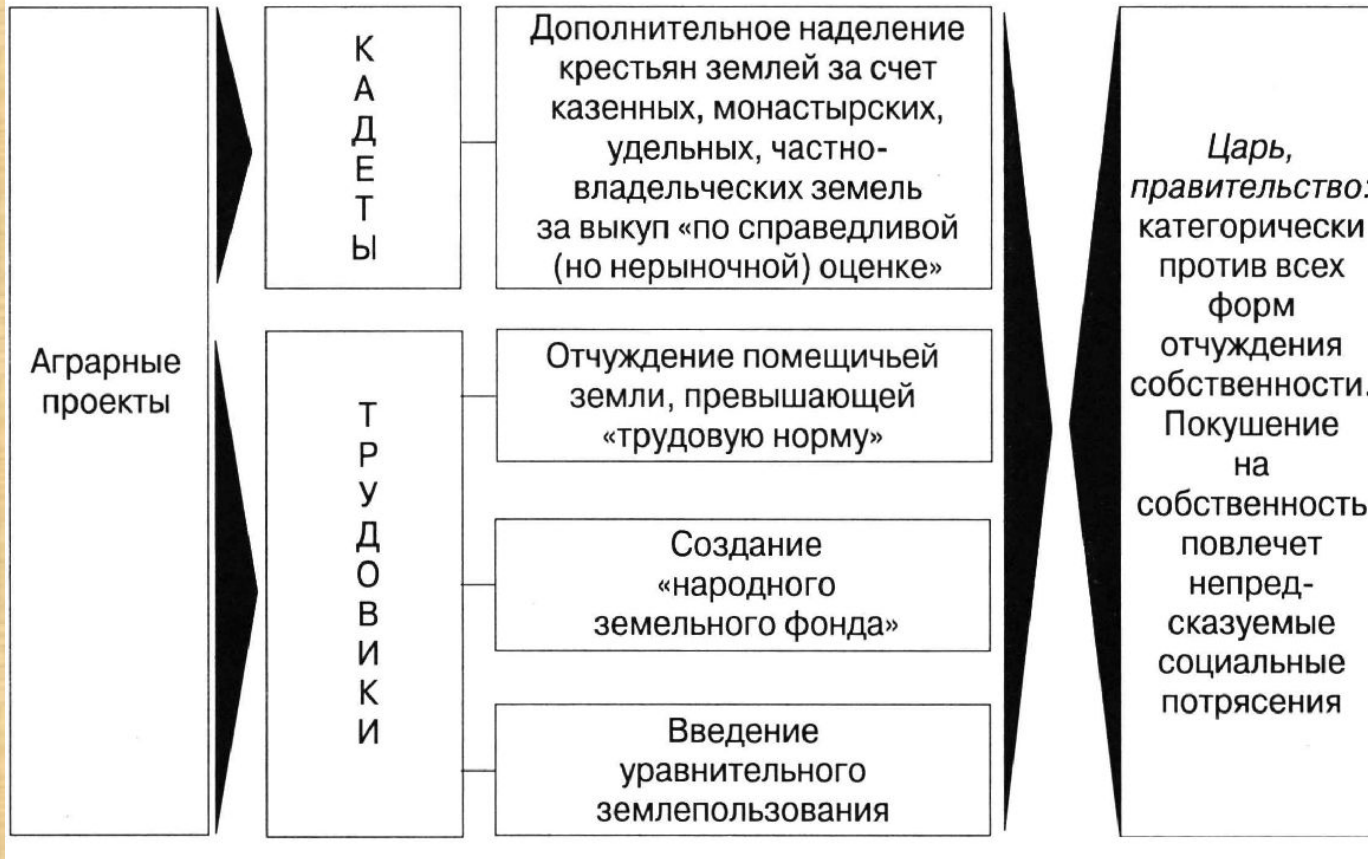 Аграрные
проекты
К
А
Д
Е
Т
Ы
Дополнительное наделение
крестьян землей за счет
казенных, монастырских,
удельных, частно-
владельческих земель
за выкуп «по справедливой
(но нерыночной) оценке»
Т
Р
У
Д
О
В
И
К
И
Отчуждение помещичьей
земли, превышающей
«трудовую норму»
Создание
«народного
земельного фонда»
Введение
уравнительного
землепользования
Царь,
правительство:
категорически
против всех
форм
отчуждения
собственности.
Покушение
на
собственность
повлечет
непред-
сказуемые
социальные
потрясения